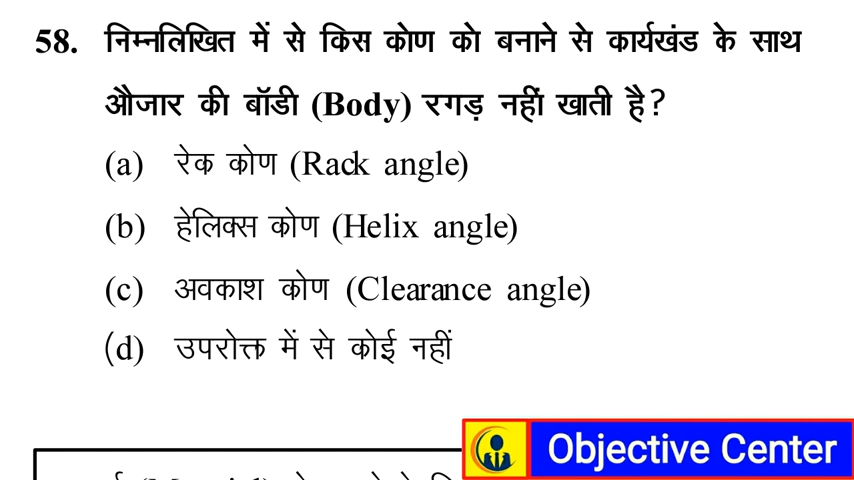 58. निम्नलिखित में से किस कोण को बनाने से कार्यखंड के साथ
औजार की बॉडी (Body) रगड़ नहीं खाती है?
(a) रेक कोण (Rack angle)
(b) हेलिक्स कोण (Helix angle)
(c) अवकाश कोण (Clearance angle)
(d) उपरोक्त में से कोई नहीं
Objective Center